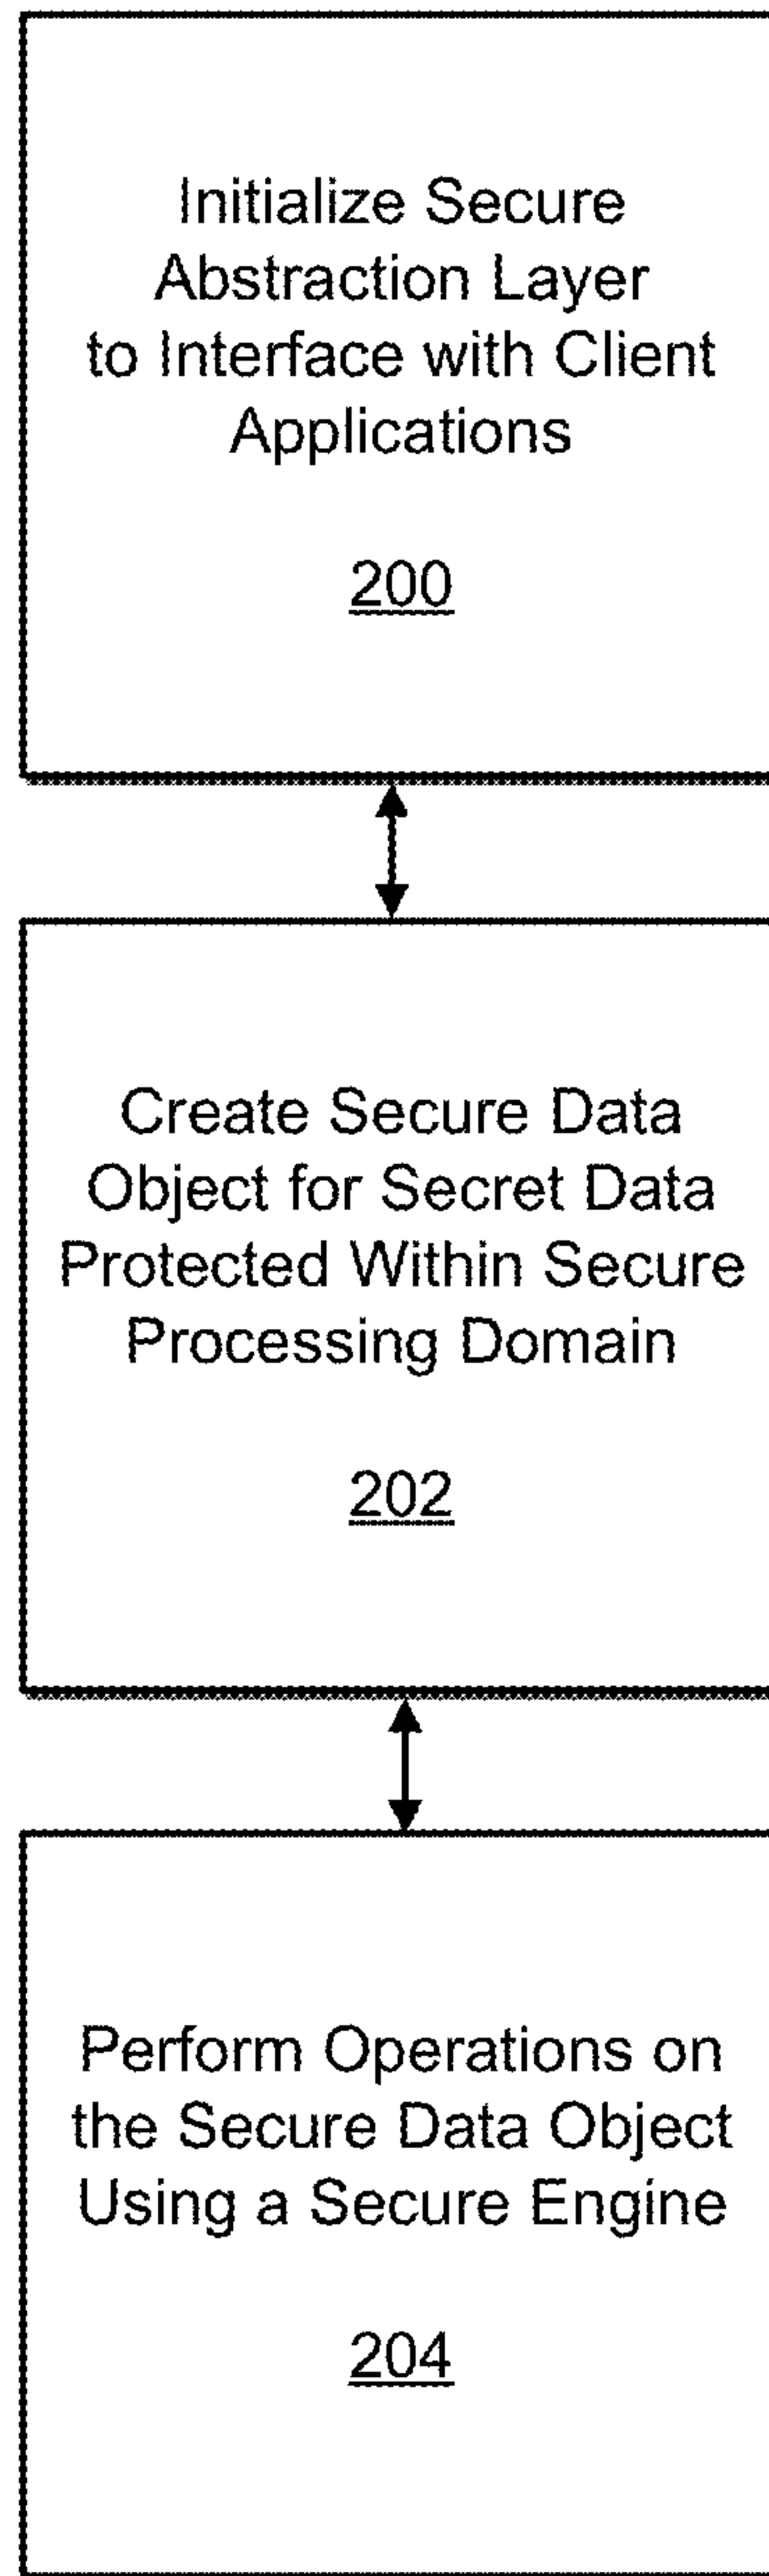 Initialize Secure
Abstraction Layer
to Interface with Client
Applications
200
Create Secure Data
Object for Secret Data
Protected Within Secure
Processing Domain
202
Perform Operations on
the Secure Data Object
Using a Secure Engine
204